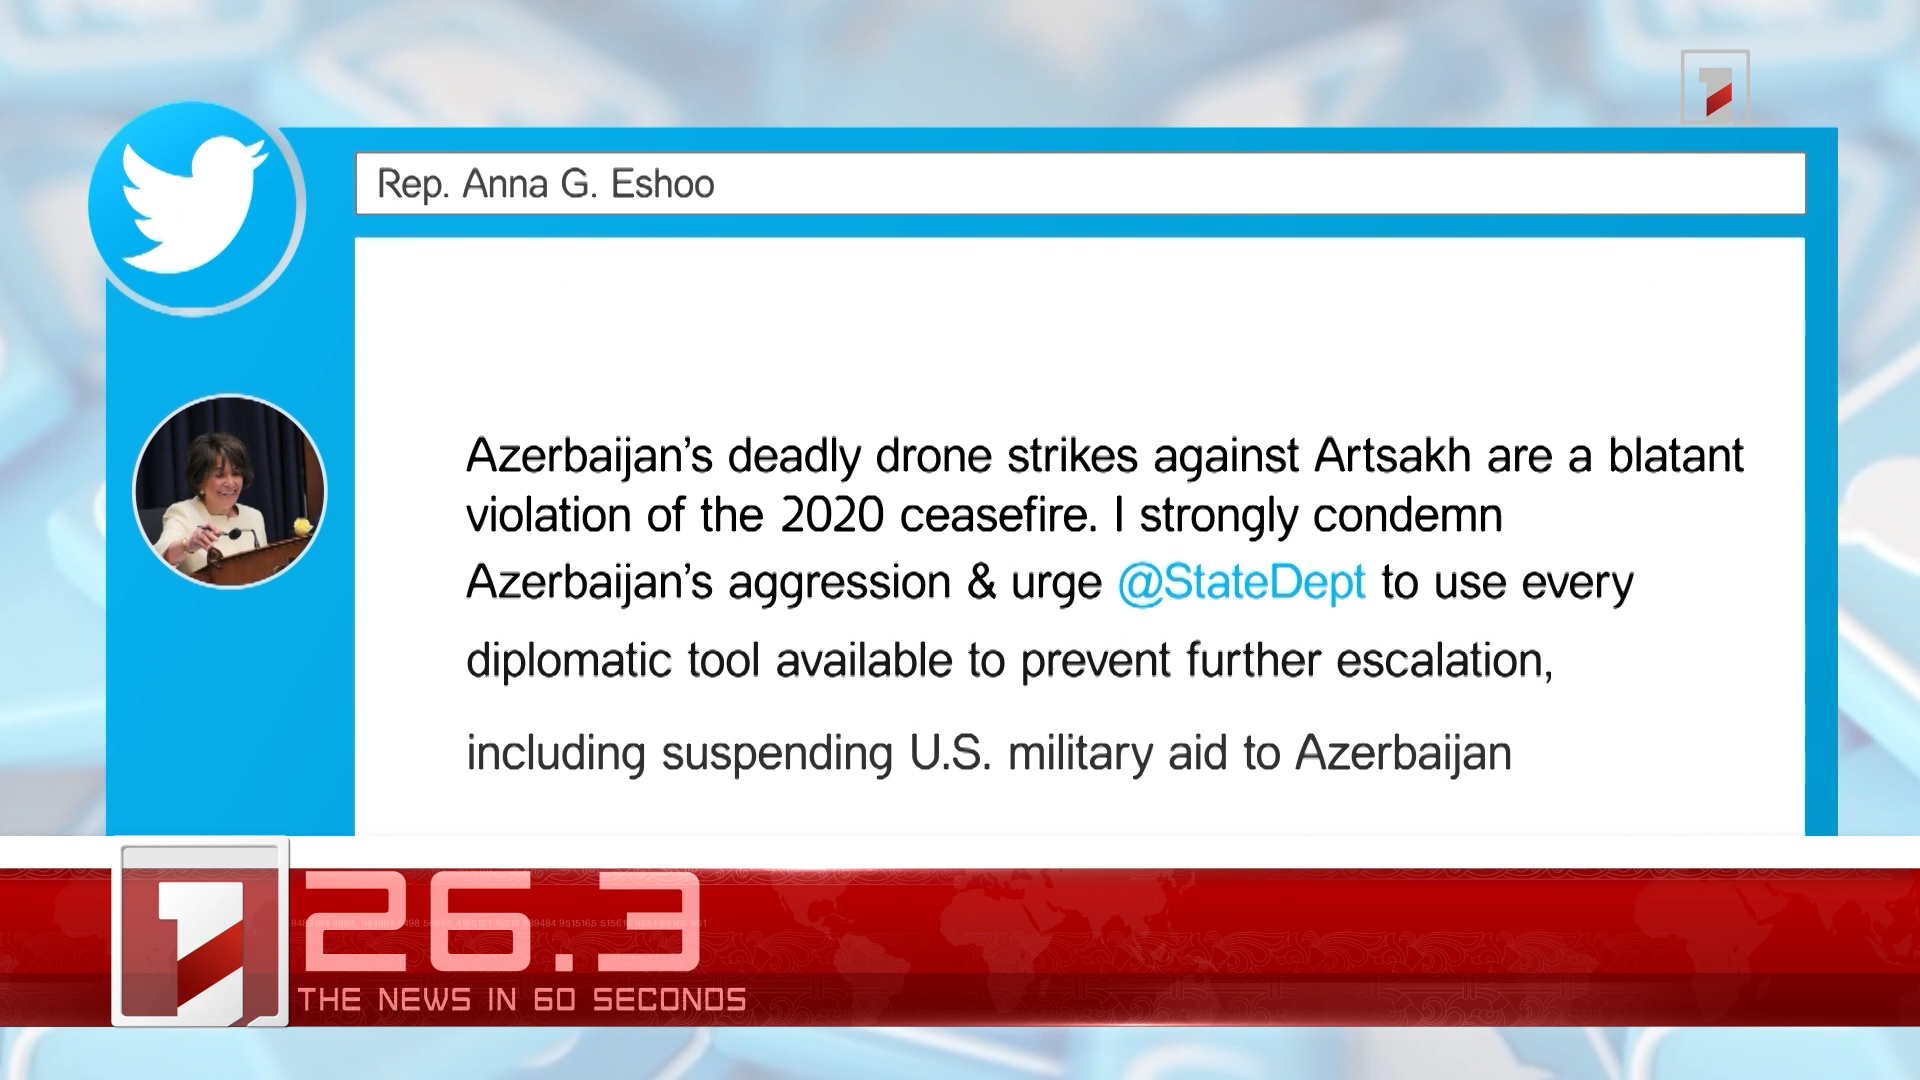 Rep. Anna G. Eshoo
Azerbaijan’s deadly drone strikes against Artsakh are a blatant
violation of the 2020 ceasefire. I strongly condemn
Azerbaijan’s aggression & urge @StateDept to use every
diplomatic tool available to prevent further escalation,
including suspending U.S. military aid to Azerbaijan
1
26.3
THE NEWS IN 60 SECONDS